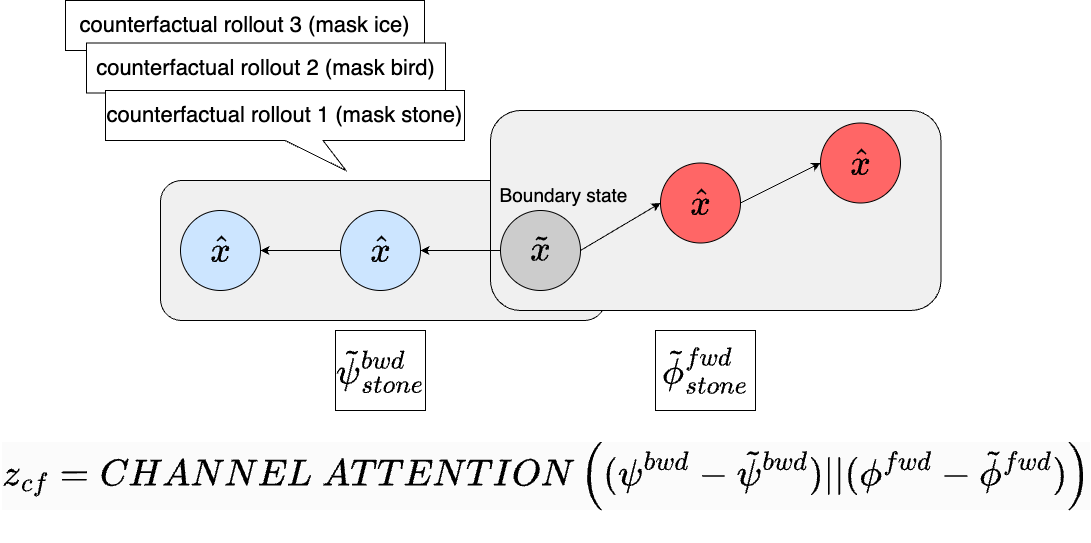 counterfactual rollout 3 (mask ice)
counterfactual rollout 2 (mask bird)
counterfactual rollout 1 (mask stone)
Boundary state
x̂ x̂ x̃ x̂ x̂
ψ̃^{bwd}_{stone} ϕ̃^{fwd}_{stone}
z_{cf} = CHANNEL ATTENTION((ψ^{bwd} − ψ̃^{bwd})||(ϕ^{fwd} − ϕ̃^{fwd}))